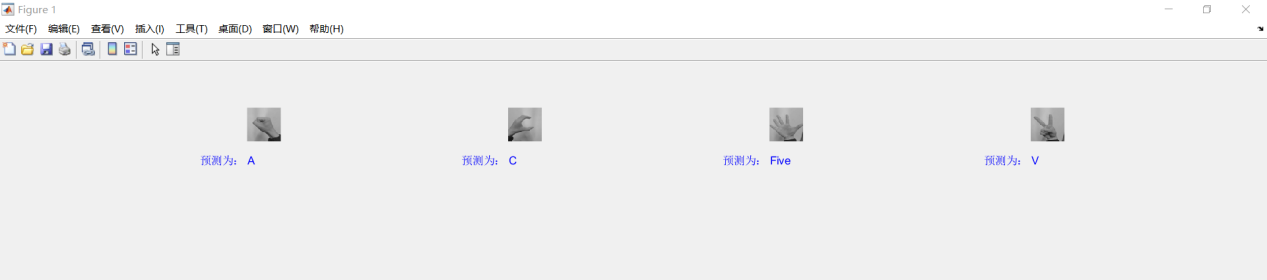 Figure 1
文件(F) 编辑(E) 查看(V) 插入(I) 工具(T) 桌面(D) 窗口(W) 帮助(H)
预测为： A 预测为： C 预测为： Five 预测为： V